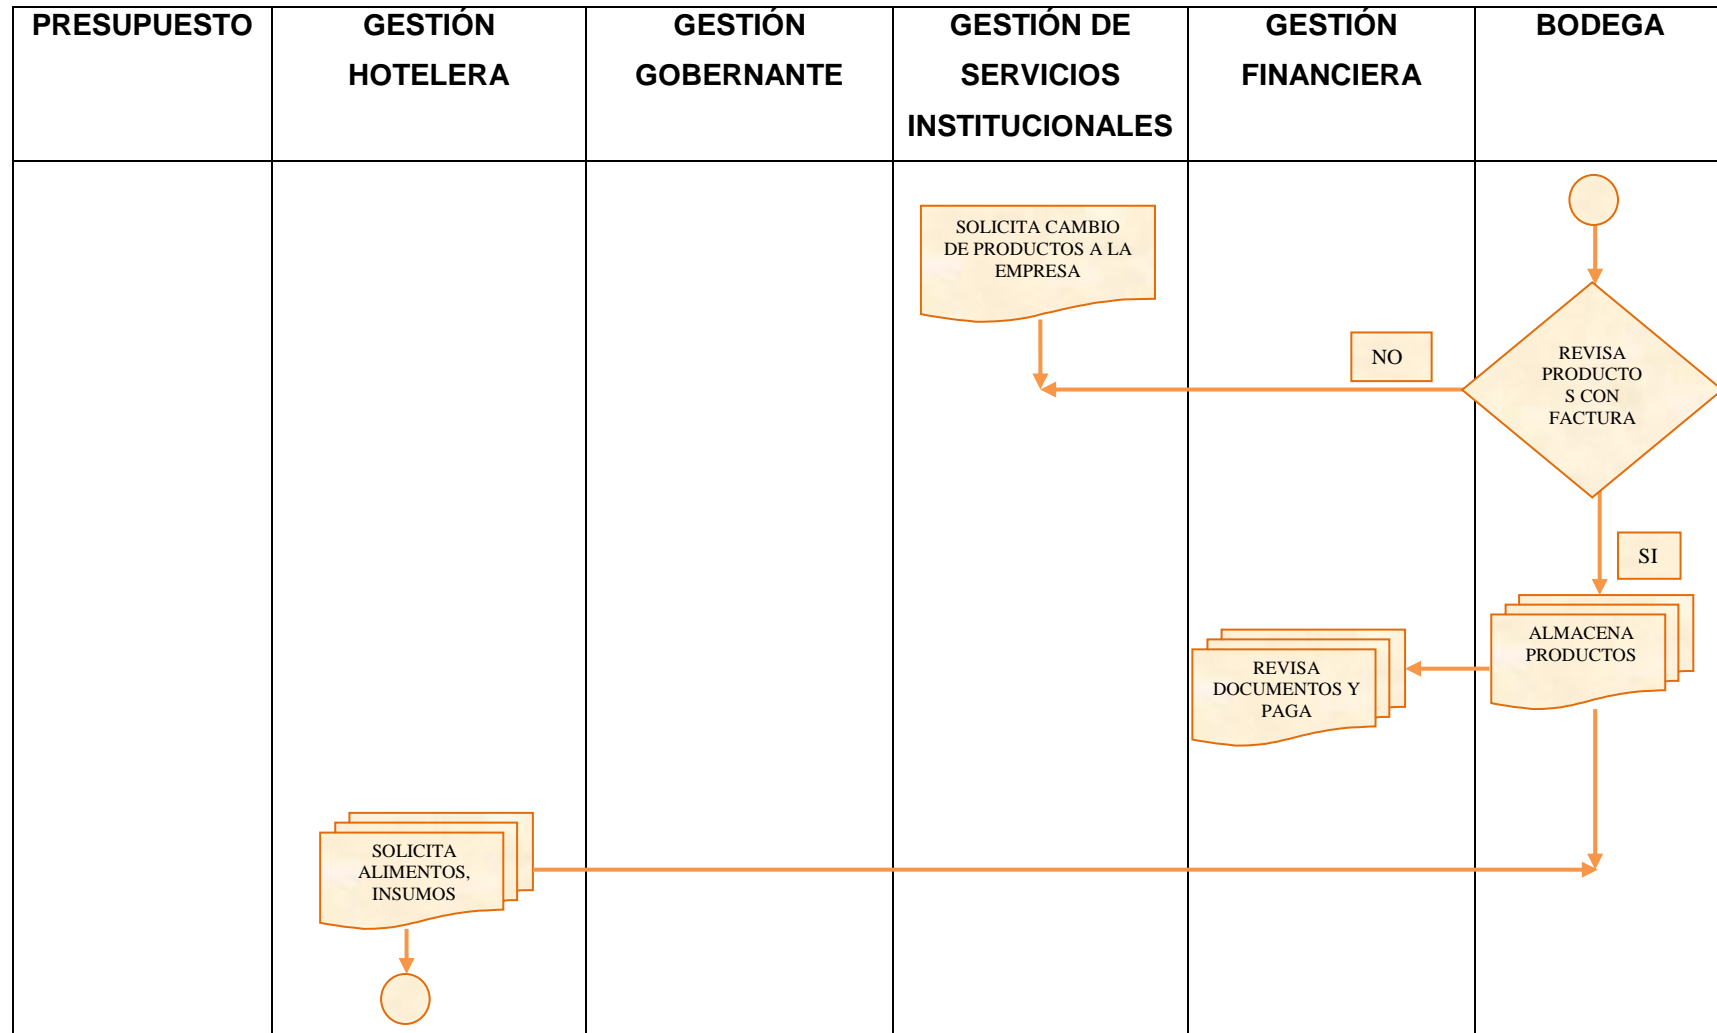 PRESUPUESTO
GESTIÓN
HOTELERA
GESTIÓN
GOBERNANTE
GESTIÓN DE
SERVICIOS
INSTITUCIONALES
GESTIÓN
FINANCIERA
BODEGA
SOLICITA CAMBIO
DE PRODUCTOS A LA
EMPRESA
NO
REVISA
PRODUCTO
S CON
FACTURA
SI
ALMACENA
PRODUCTOS
REVISA
DOCUMENTOS Y
PAGA
SOLICITA
ALIMENTOS,
INSUMOS